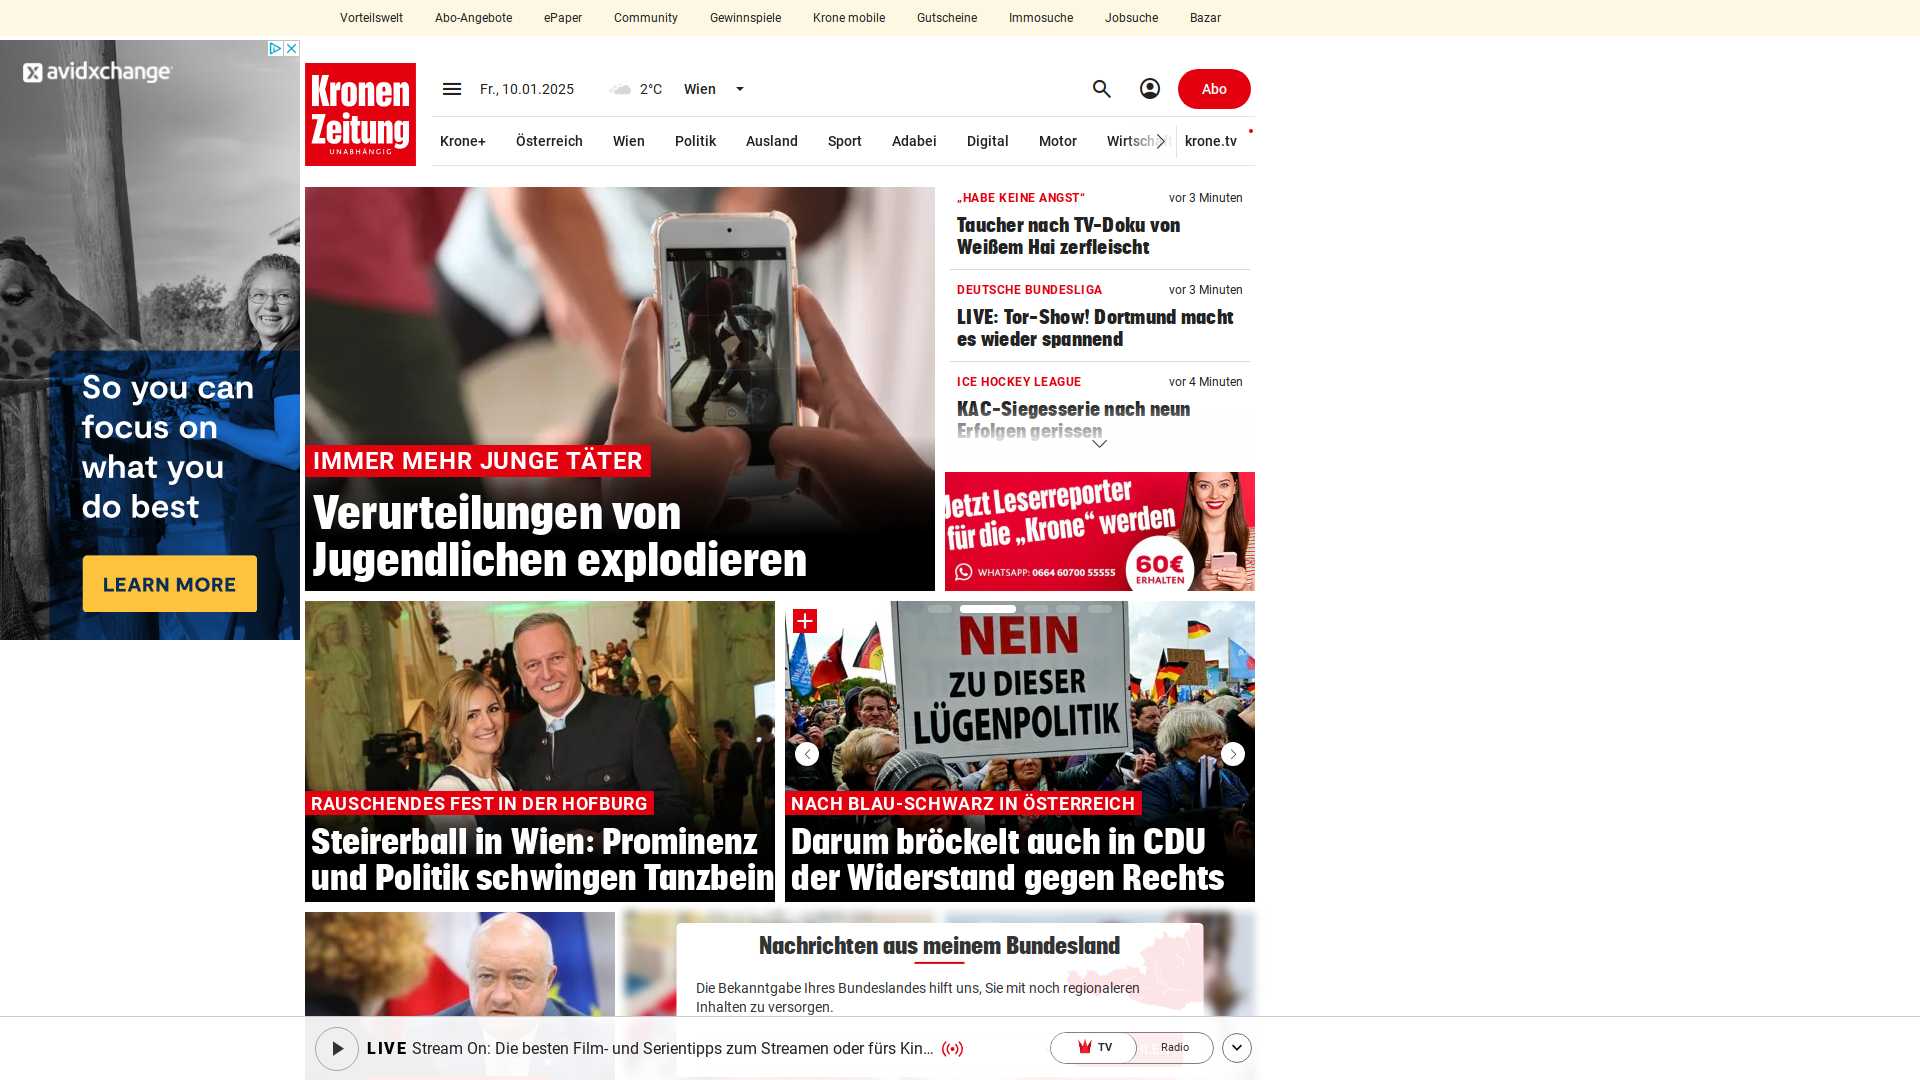 Vorteilswelt
Abo-Angebote
ePaper
Community
Gewinnspiele
Krone mobile
Gutscheine
Immosuche
Jobsuche
Bazar
avidxchange
So you can
focus on
what you
do best
LEARN MORE
Kronen
Zeitung
UNABHÄNGIG
Fr., 10.01.2025
2°C
Wien
Abo
Krone+
Österreich
Wien
Politik
Ausland
Sport
Adabei
Digital
Motor
Wirtschaft
krone.tv
IMMER MEHR JUNGE TÄTER
Verurteilungen von
Jugendlichen explodieren
„HABE KEINE ANGST“
vor 3 Minuten
Taucher nach TV-Doku von
Weißem Hai zerfleischt
DEUTSCHE BUNDESLIGA
vor 3 Minuten
LIVE: Tor-Show! Dortmund macht
es wieder spannend
ICE HOCKEY LEAGUE
vor 4 Minuten
KAC-Siegesserie nach neun
Erfolgen gerissen
Jetzt Leserreporter
für die „Krone“ werden
WHATSAPP: 0664 60700 55555
60€
ERHALTEN
RAUSCHENDES FEST IN DER HOFBURG
Steirerball in Wien: Prominenz
und Politik schwingen Tanzbein
NEIN
ZU DIESER
LÜGENPOLITIK
NACH BLAU-SCHWARZ IN ÖSTERREICH
Darum bröckelt auch in CDU
der Widerstand gegen Rechts
Nachrichten aus meinem Bundesland
Die Bekanntgabe Ihres Bundeslandes hilft uns, Sie mit noch regionaleren
Inhalten zu versorgen.
LIVE Stream On: Die besten Film- und Serientipps zum Streamen oder fürs Kin...
TV
Radio